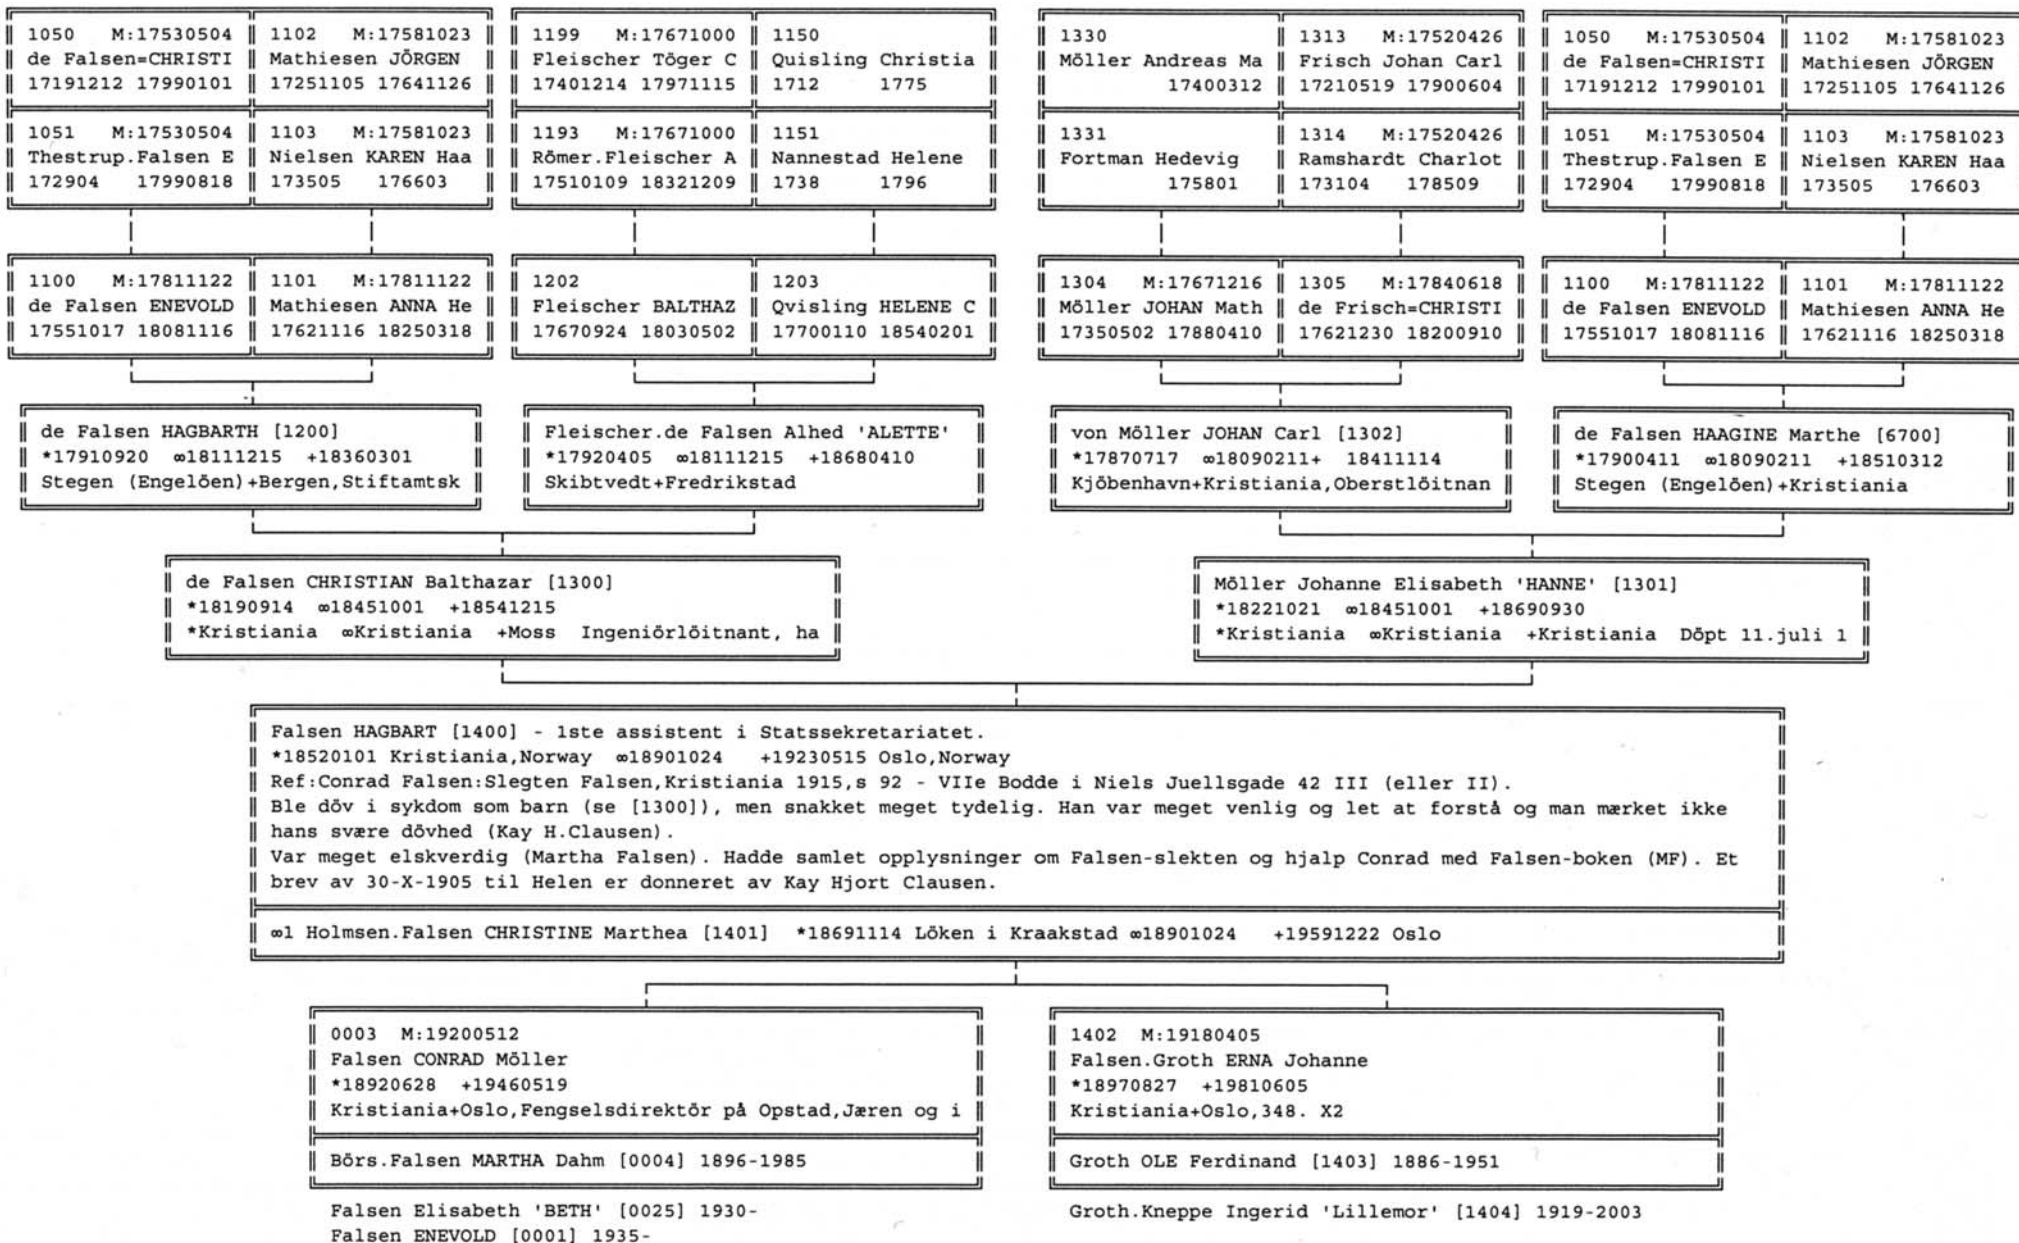 1050 M:17530504
de Falsen=CHRISTI
17191212 17990101
1102 M:17581023
Mathiesen JÖRGEN
17251105 17641126
1199 M:17671000
Fleischer Töger C
17401214 17971115
1150
Quisling Christia
1712 1775
1330
Möller Andreas Ma
17400312
1313 M:17520426
Frisch Johan Carl
17210519 17900604
1050 M:17530504
de Falsen=CHRISTI
17191212 17990101
1102 M:17581023
Mathiesen JÖRGEN
17251105 17641126
1051 M:17530504
Thestrup.Falsen E
172904 17990818
1103 M:17581023
Nielsen KAREN Haa
173505 176603
1193 M:17671000
Römer.Fleischer A
17510109 18321209
1151
Nannestad Helene
1738 1796
1331
Fortman Hedevig
175801
1314 M:17520426
Ramshardt Charlot
173104 178509
1051 M:17530504
Thestrup.Falsen E
172904 17990818
1103 M:17581023
Nielsen KAREN Haa
173505 176603
1100 M:17811122
de Falsen ENEVOLD
17551017 18081116
1101 M:17811122
Mathiesen ANNA He
17621116 18250318
1202
Fleischer BALTHAZ
17670924 18030502
1203
Qvisling HELENE C
17700110 18540201
1304 M:17671216
Möller JOHAN Math
17350502 17880410
1305 M:17840618
de Frisch=CHRISTI
17621230 18200910
1100 M:17811122
de Falsen ENEVOLD
17551017 18081116
1101 M:17811122
Mathiesen ANNA He
17621116 18250318
de Falsen HAGBARTH [1200]
*17910920 ∞18111215 +18360301
Stegen (Engelöen)+Bergen,Stiftamtsk
Fleischer.de Falsen Alhed 'ALETTE'
*17920405 ∞18111215 +18680410
Skibtvedt+Fredrikstad
von Möller JOHAN Carl [1302]
*17870717 ∞18090211+ 18411114
Kjöbenhavn+Kristiania,Oberstlöitnan
de Falsen HAAGINE Marthe [6700]
*17900411 ∞18090211 +18510312
Stegen (Engelöen)+Kristiania
de Falsen CHRISTIAN Balthazar [1300]
*18190914 ∞18451001 +18541215
*Kristiania ∞Kristiania +Moss Ingeniörlöitnant, ha
Möller Johanne Elisabeth 'HANNE' [1301]
*18221021 ∞18451001 +18690930
*Kristiania ∞Kristiania +Kristiania Döpt 11.juli 1
Falsen HAGBART [1400] - 1ste assistent i Statssekretariatet.
*18520101 Kristiania,Norway ∞18901024 +19230515 Oslo,Norway
Ref:Conrad Falsen:Slegten Falsen,Kristiania 1915,s 92 - VIIe Bodde i Niels Juellsgade 42 III (eller II).
Ble döv i sykdom som barn (se [1300]), men snakket meget tydelig. Han var meget venlig og let at forstå og man mærket ikke
hans svære dövhed (Kay H.Clausen).
Var meget elskverdig (Martha Falsen). Hadde samlet opplysninger om Falsen-slekten og hjalp Conrad med Falsen-boken (MF). Et
brev av 30-X-1905 til Helen er donneret av Kay Hjort Clausen.
∞1 Holmsen.Falsen CHRISTINE Marthea [1401] *18691114 Löken i Kraakstad ∞18901024 +19591222 Oslo
0003 M:19200512
Falsen CONRAD Möller
*18920628 +19460519
Kristiania+Oslo,Fengselsdirektör på Opstad,Jæren og i
Börs.Falsen MARTHA Dahm [0004] 1896-1985
Falsen Elisabeth 'BETH' [0025] 1930-
Falsen ENEVOLD [0001] 1935-
1402 M:19180405
Falsen.Groth ERNA Johanne
*18970827 +19810605
Kristiania+Oslo,348. X2
Groth OLE Ferdinand [1403] 1886-1951
Groth.Kneppe Ingerid 'Lillemor' [1404] 1919-2003